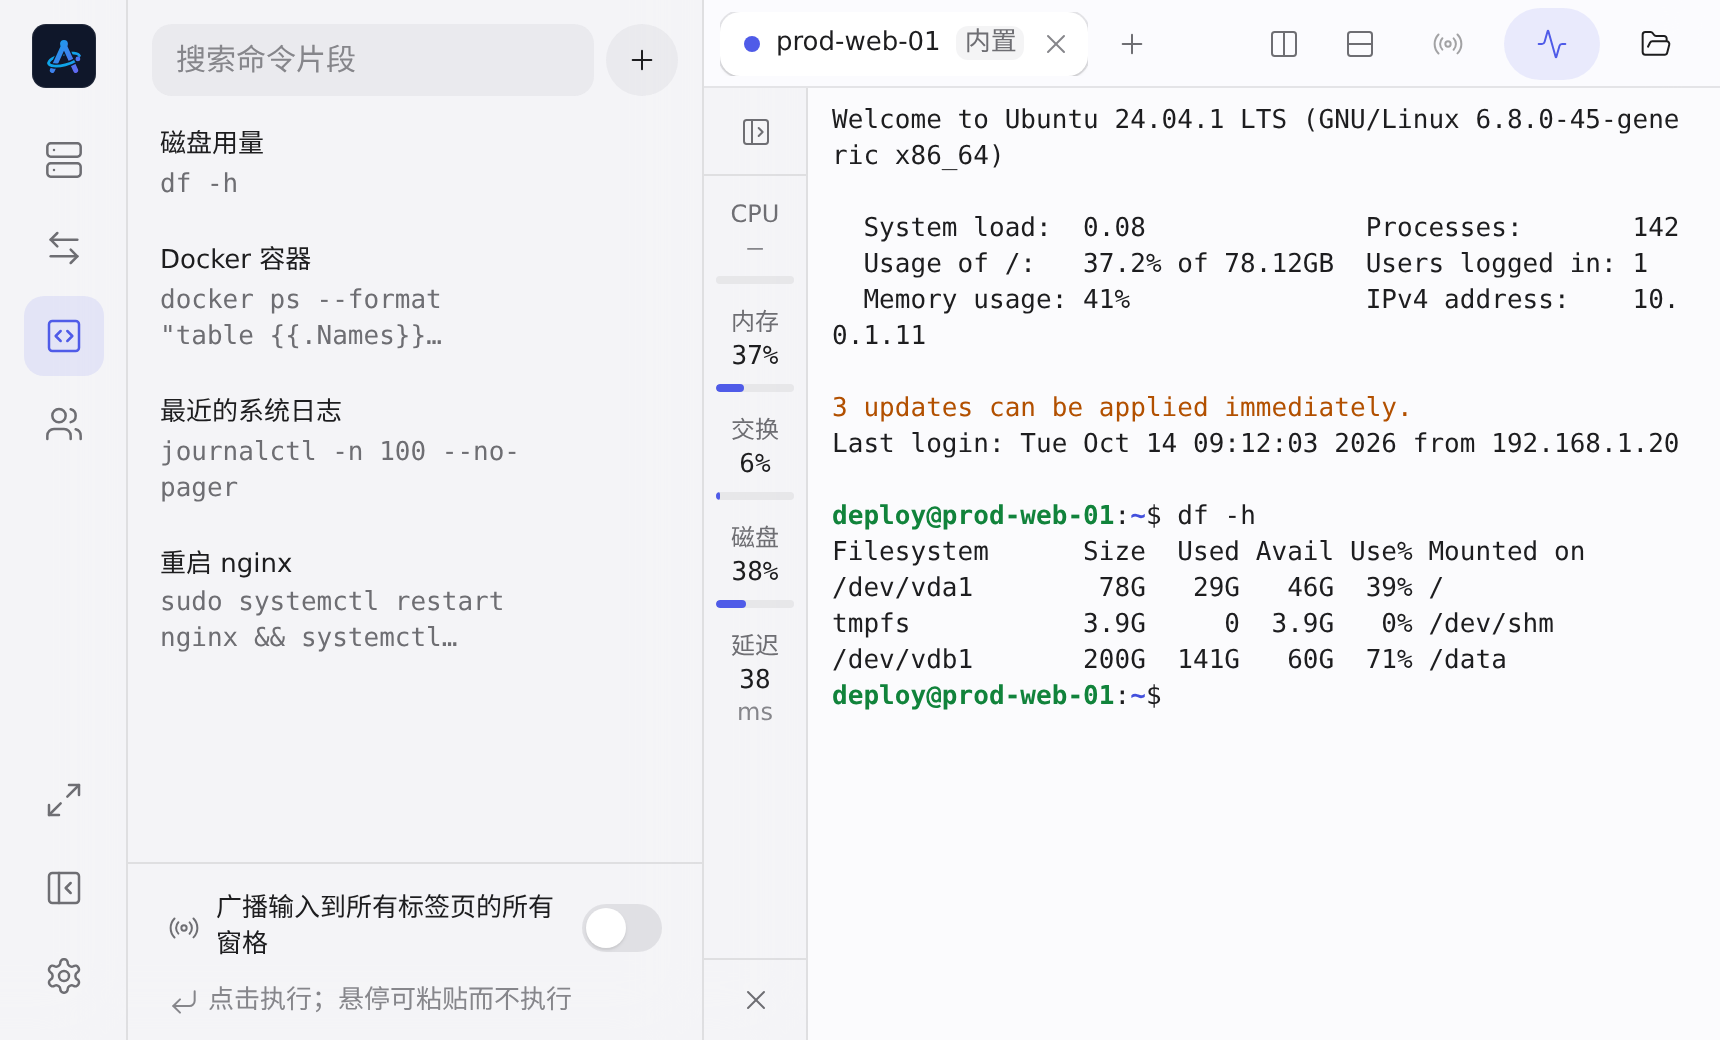 搜索命令片段
磁盘用量
df -h
Docker 容器
docker ps --format
"table {{.Names}}…
最近的系统日志
journalctl -n 100 --no-
pager
重启 nginx
sudo systemctl restart
nginx && systemctl…
广播输入到所有标签页的所有
窗格
点击执行；悬停可粘贴而不执行
prod-web-01 内置
CPU
—
内存
37%
交换
6%
磁盘
38%
延迟
38
ms
Welcome to Ubuntu 24.04.1 LTS (GNU/Linux 6.8.0-45-gene
ric x86_64)
System load:  0.08              Processes:       142
Usage of /:   37.2% of 78.12GB  Users logged in: 1
Memory usage: 41%               IPv4 address:    10.
0.1.11
3 updates can be applied immediately.
Last login: Tue Oct 14 09:12:03 2026 from 192.168.1.20
deploy@prod-web-01:~$ df -h
Filesystem      Size  Used Avail Use% Mounted on
/dev/vda1        78G   29G   46G  39% /
tmpfs           3.9G     0  3.9G   0% /dev/shm
/dev/vdb1       200G  141G   60G  71% /data
deploy@prod-web-01:~$